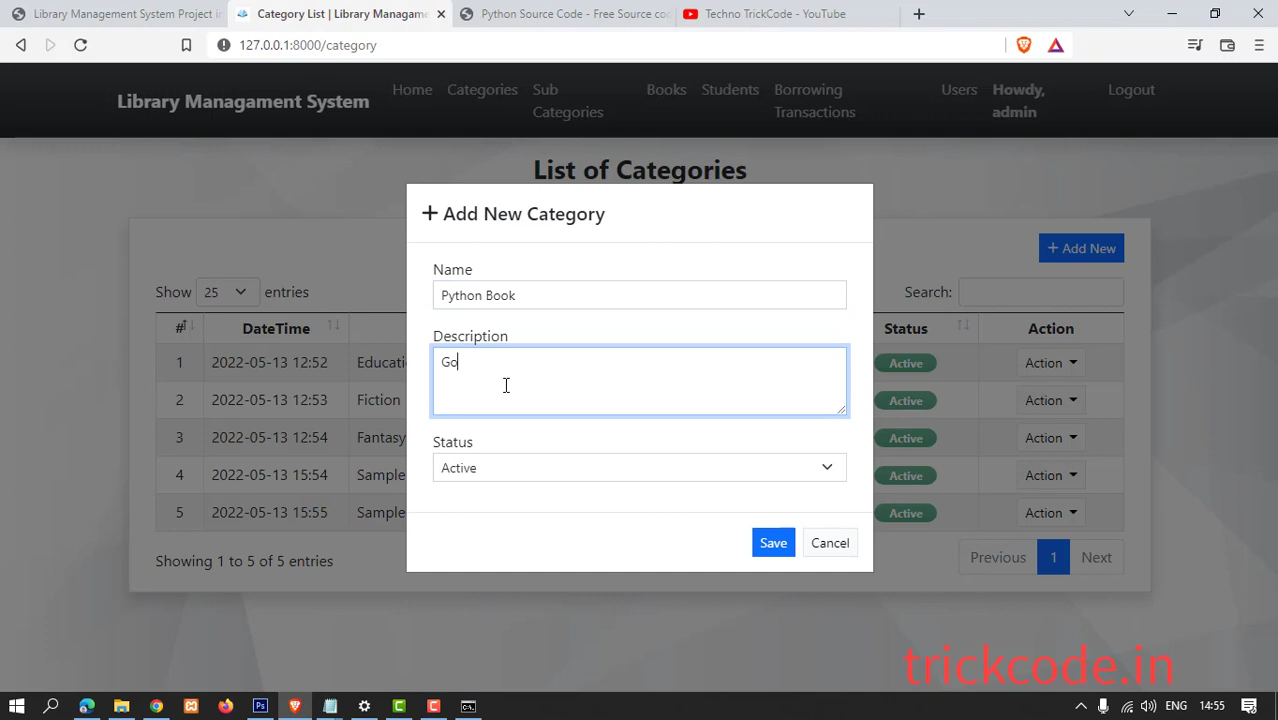 Library Management System Project in
Category List | Library Managame
Python Source Code - Free Source co
Techno TrickCode - YouTube
127.0.0.1:8000/category
Library Managament System
Home
Categories
Sub
Categories
Books
Students
Borrowing
Transactions
Users
Howdy,
admin
Logout
List of Categories
Add New Category
+ Add New
Name
Python Book
Show 25 entries
Search:
Description
Go
# DateTime Status Action
1 2022-05-13 12:52 Educati Active Action
2 2022-05-13 12:53 Fiction Active Action
3 2022-05-13 12:54 Fantasy Active Action
4 2022-05-13 15:54 Sample Active Action
5 2022-05-13 15:55 Sample Active Action
Status
Active
Save
Cancel
Showing 1 to 5 of 5 entries
Previous 1 Next
trickcode.in
Ps
ENG 14:55